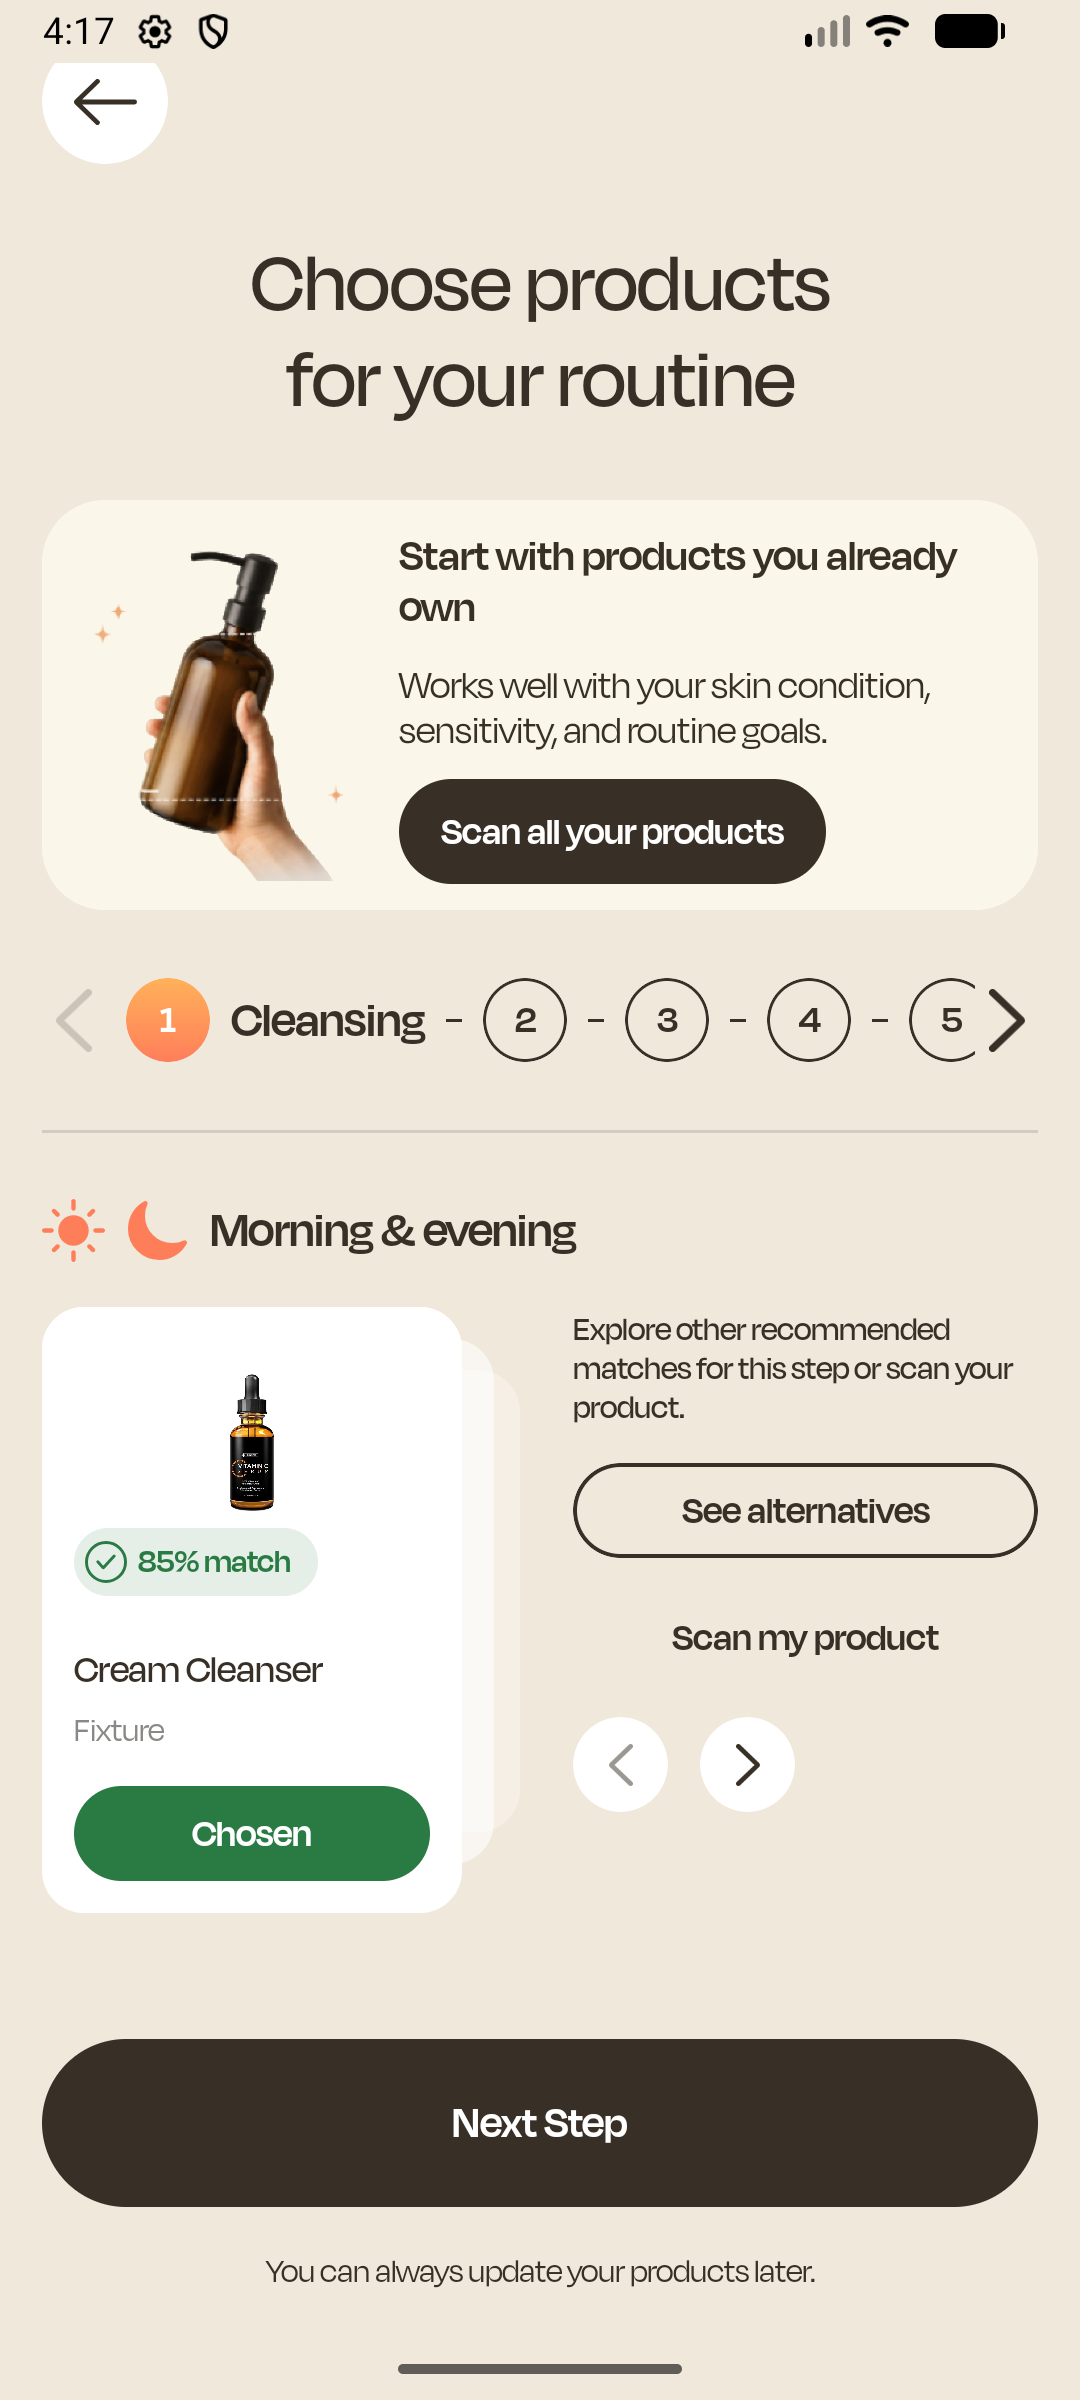 4:17
Choose products
for your routine
Start with products you already
own
Works well with your skin condition,
sensitivity, and routine goals.
Scan all your products
1 Cleansing – 2 – 3 – 4 – 5
Morning & evening
Explore other recommended
matches for this step or scan your
product.
VITAMIN C
SERUM
85% match
See alternatives
Cream Cleanser
Scan my product
Fixture
Chosen
Next Step
You can always update your products later.